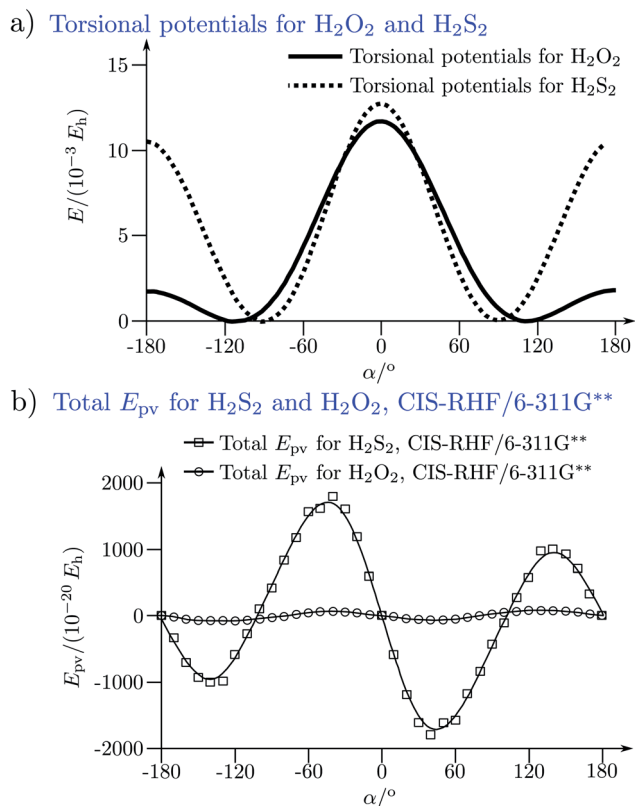 a) Torsional potentials for H₂O₂ and H₂S₂
Torsional potentials for H₂O₂
Torsional potentials for H₂S₂
E/(10⁻³ Eₕ)
15
10
5
0
-180 -120 -60 0 60 120 180
α/º
b) Total Eₚᵥ for H₂S₂ and H₂O₂, CIS-RHF/6-311G**
Total Eₚᵥ for H₂S₂, CIS-RHF/6-311G**
Total Eₚᵥ for H₂O₂, CIS-RHF/6-311G**
Eₚᵥ/(10⁻²⁰ Eₕ)
2000
1000
0
-1000
-2000
-180 -120 -60 0 60 120 180
α/º